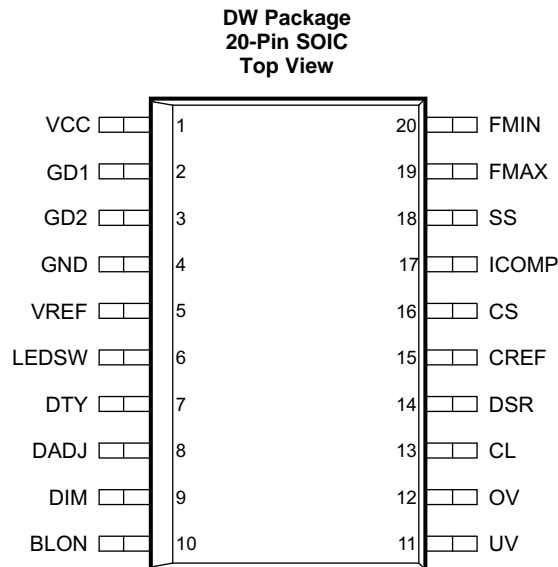 DW Package
20-Pin SOIC
Top View
VCC 1 20 FMIN
GD1 2 19 FMAX
GD2 3 18 SS
GND 4 17 ICOMP
VREF 5 16 CS
LEDSW 6 15 CREF
DTY 7 14 DSR
DADJ 8 13 CL
DIM 9 12 OV
BLON 10 11 UV